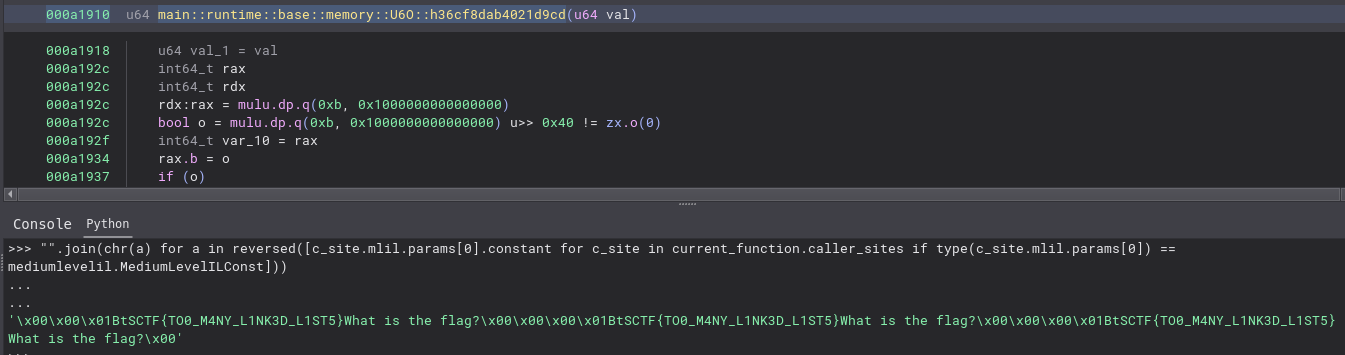 000a1910 u64 main::runtime::base::memory::U6O::h36cf8dab4021d9cd(u64 val)
000a1918 u64 val_1 = val
000a192c int64_t rax
000a192c int64_t rdx
000a192c rdx:rax = mulu.dp.q(0xb, 0x1000000000000000)
000a192c bool o = mulu.dp.q(0xb, 0x1000000000000000) u>> 0x40 != zx.o(0)
000a192f int64_t var_10 = rax
000a1934 rax.b = o
000a1937 if (o)
Console Python
>>> "".join(chr(a) for a in reversed([c_site.mlil.params[0].constant for c_site in current_function.caller_sites if type(c_site.mlil.params[0]) ==
mediumlevelil.MediumLevelILConst]))
...
...
'\x00\x00\x01BtSCTF{TO0_M4NY_L1NK3D_L1ST5}What is the flag?\x00\x00\x00\x01BtSCTF{TO0_M4NY_L1NK3D_L1ST5}What is the flag?\x00\x00\x00\x01BtSCTF{TO0_M4NY_L1NK3D_L1ST5}
What is the flag?\x00'